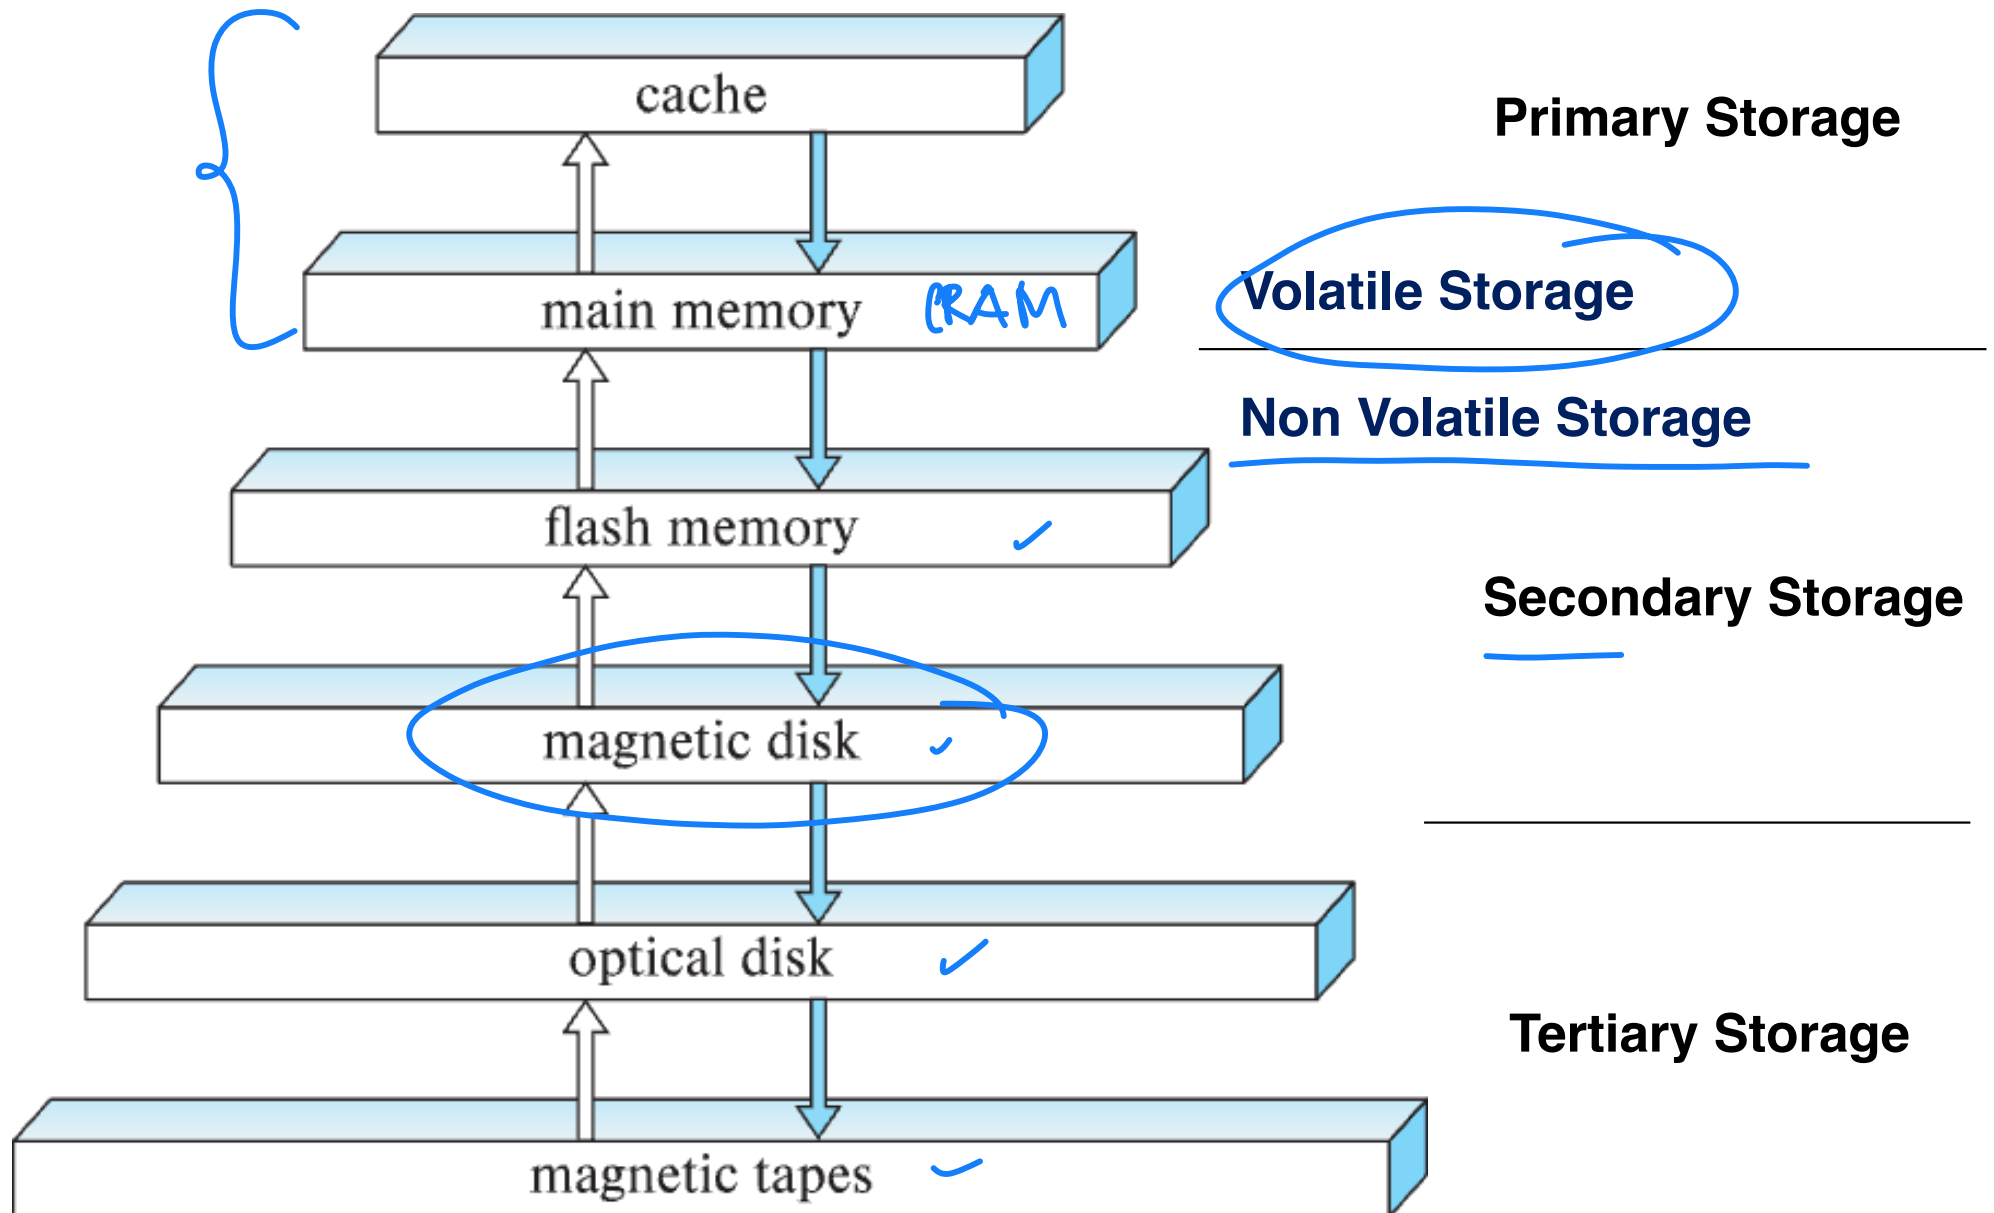 cache
Primary Storage
main memory (RAM
Volatile Storage
Non Volatile Storage
flash memory
Secondary Storage
magnetic disk
optical disk
Tertiary Storage
magnetic tapes